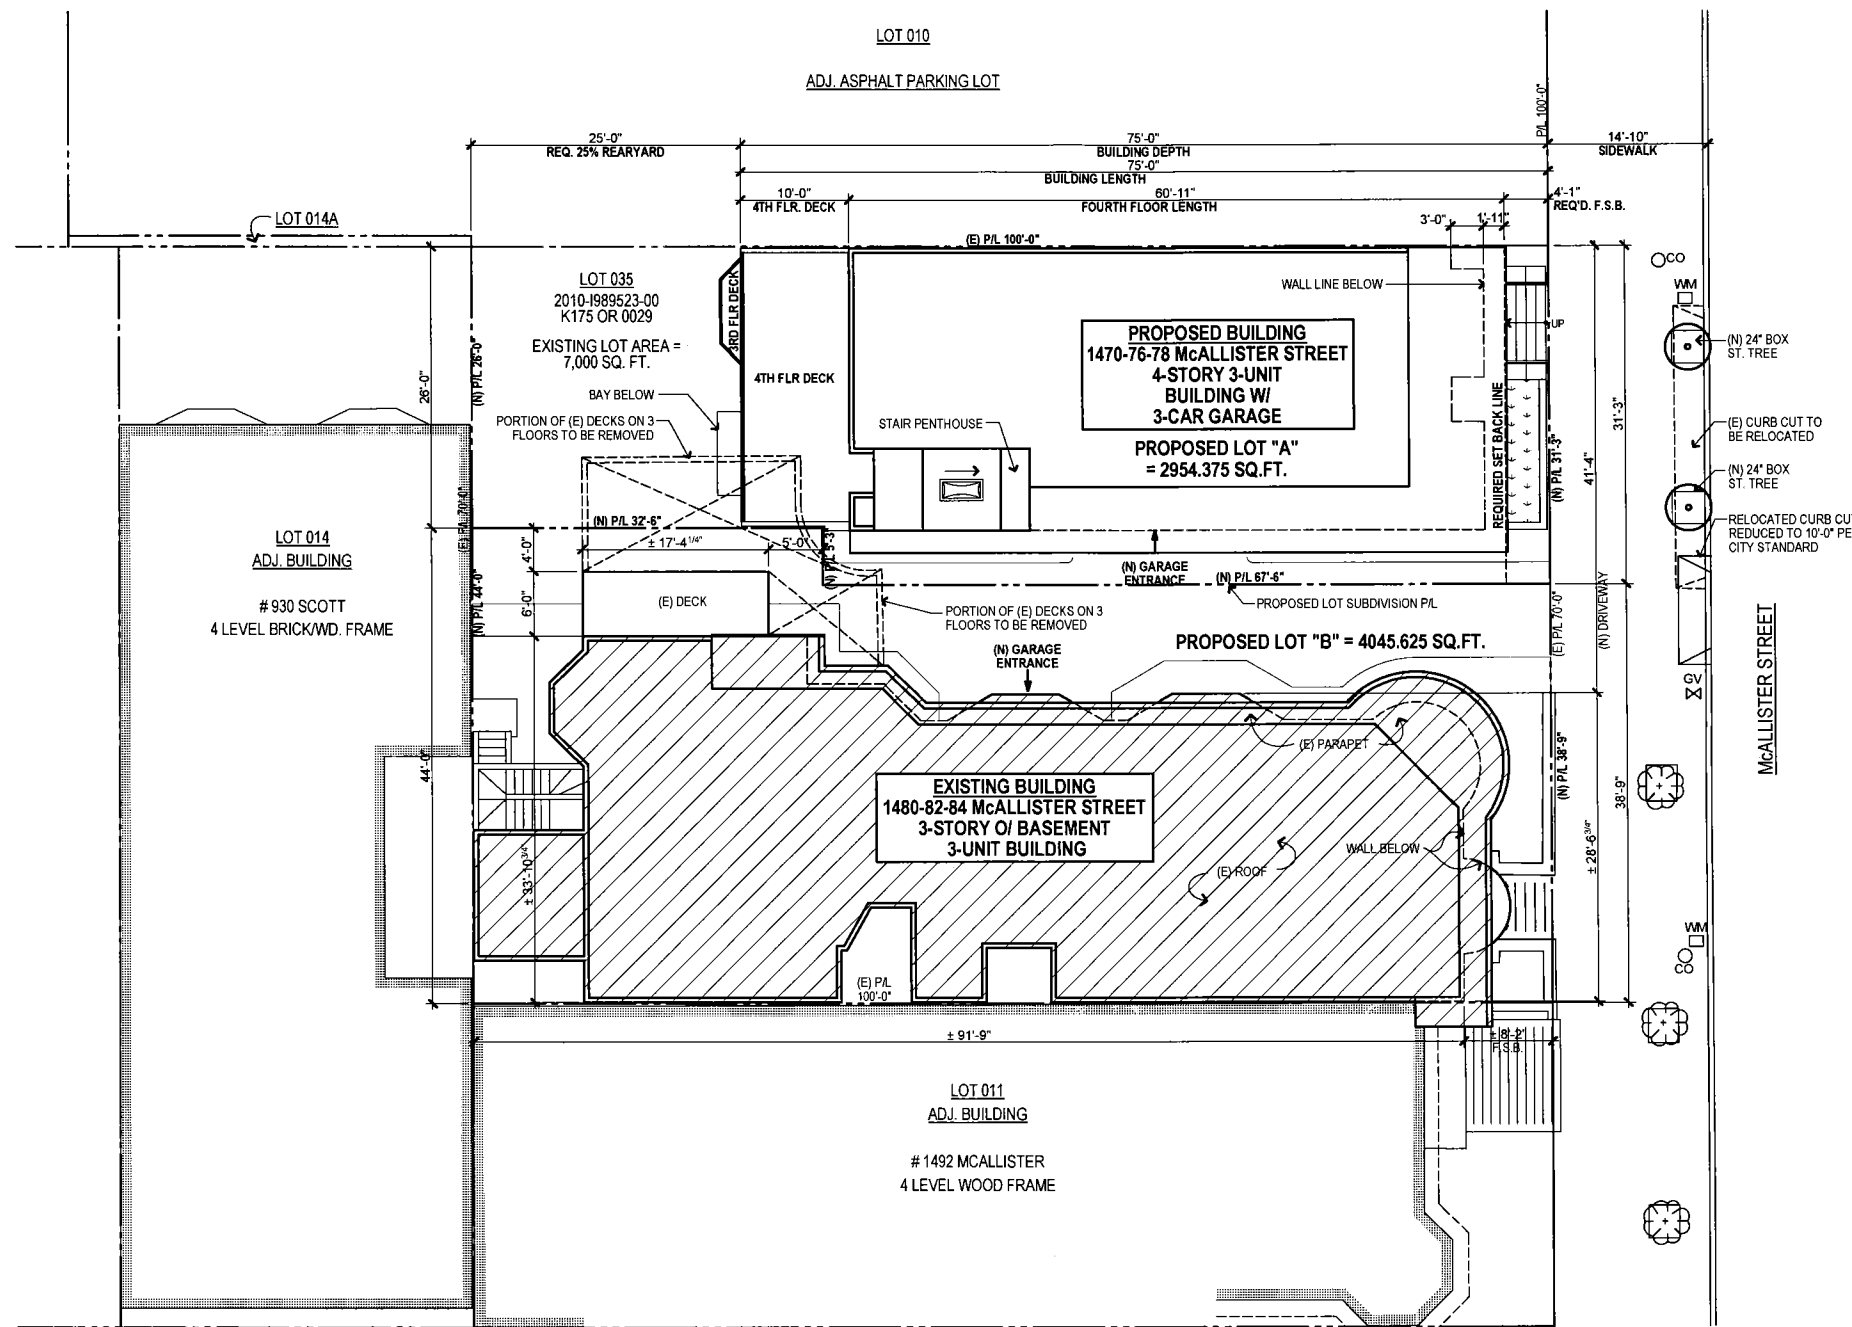 LOT 010
ADJ. ASPHALT PARKING LOT
P/L 100'-0"
25'-0"
REQ. 25% REARYARD
75'-0"
BUILDING DEPTH
14'-10"
SIDEWALK
75'-0"
BUILDING LENGTH
10'-0"
4TH FLR. DECK
60'-11"
FOURTH FLOOR LENGTH
4'-1"
REQ'D. F.S.B.
3'-0"
1'-11"
LOT 014A
(E) P/L 100'-0"
LOT 035
2010-I989523-00
K175 OR 0029
EXISTING LOT AREA =
7,000 SQ. FT.
3RD FLR DECK
WALL LINE BELOW
CO
WM
UP
(N) 24" BOX
ST. TREE
PROPOSED BUILDING
1470-76-78 McALLISTER STREET
4-STORY 3-UNIT
BUILDING W/
3-CAR GARAGE
PROPOSED LOT "A"
= 2954.375 SQ.FT.
4TH FLR DECK
26'-0"
(N) P/L 26'-0"
BAY BELOW
PORTION OF (E) DECKS ON 3
FLOORS TO BE REMOVED
STAIR PENTHOUSE
REQUIRED SET BACK LINE
(N) P/L 31'-3"
41'-4"
31'-3"
(E) CURB CUT TO
BE RELOCATED
(N) 24" BOX
ST. TREE
RELOCATED CURB CU
REDUCED TO 10'-0" PE
CITY STANDARD
LOT 014
ADJ. BUILDING
# 930 SCOTT
4 LEVEL BRICK/WD. FRAME
(E) P/L 70'-0"
(N) P/L 32'-6"
± 17'-4 1/4"
5'-0"
(N) P/L 5'-3"
4'-0"
6'-0"
(N) P/L 44'-0"
(N) GARAGE
ENTRANCE
(N) P/L 67'-6"
PROPOSED LOT SUBDIVISION P/L
(E) DECK
PORTION OF (E) DECKS ON 3
FLOORS TO BE REMOVED
PROPOSED LOT "B" = 4045.625 SQ.FT.
(N) GARAGE
ENTRANCE
(E) P/L 70'-0"
(N) DRIVEWAY
McALLISTER STREET
GV
(E) PARAPET
EXISTING BUILDING
1480-82-84 McALLISTER STREET
3-STORY O/ BASEMENT
3-UNIT BUILDING
44'-0"
± 33'-10 3/4"
(N) P/L 38'-9"
38'-9"
± 28'-6 3/4"
WALL BELOW
(E) ROOF
WM
CO
(E) P/L
100'-0"
± 91'-9"
± 8'-2"
F.S.B.
LOT 011
ADJ. BUILDING
# 1492 MCALLISTER
4 LEVEL WOOD FRAME